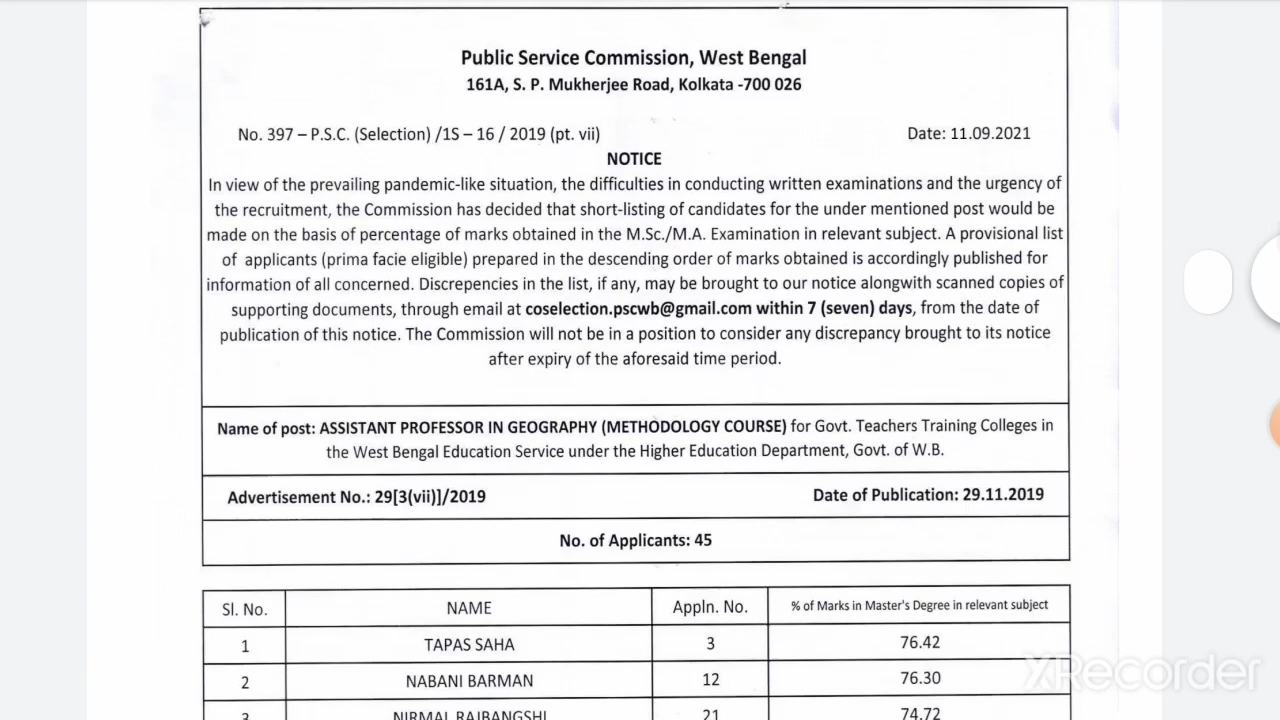 Public Service Commission, West Bengal
161A, S. P. Mukherjee Road, Kolkata -700 026
No. 397 – P.S.C. (Selection) /1S – 16 / 2019 (pt. vii) Date: 11.09.2021
NOTICE
In view of the prevailing pandemic-like situation, the difficulties in conducting written examinations and the urgency of
the recruitment, the Commission has decided that short-listing of candidates for the under mentioned post would be
made on the basis of percentage of marks obtained in the M.Sc./M.A. Examination in relevant subject. A provisional list
of applicants (prima facie eligible) prepared in the descending order of marks obtained is accordingly published for
information of all concerned. Discrepencies in the list, if any, may be brought to our notice alongwith scanned copies of
supporting documents, through email at coselection.pscwb@gmail.com within 7 (seven) days, from the date of
publication of this notice. The Commission will not be in a position to consider any discrepancy brought to its notice
after expiry of the aforesaid time period.
Name of post: ASSISTANT PROFESSOR IN GEOGRAPHY (METHODOLOGY COURSE) for Govt. Teachers Training Colleges in
the West Bengal Education Service under the Higher Education Department, Govt. of W.B.
Advertisement No.: 29[3(vii)]/2019 Date of Publication: 29.11.2019
No. of Applicants: 45
Sl. No. NAME Appln. No. % of Marks in Master's Degree in relevant subject
1 TAPAS SAHA 3 76.42
2 NABANI BARMAN 12 76.30
3 NIRMAL RAJBANGSHI 21 74.72
XRecorder